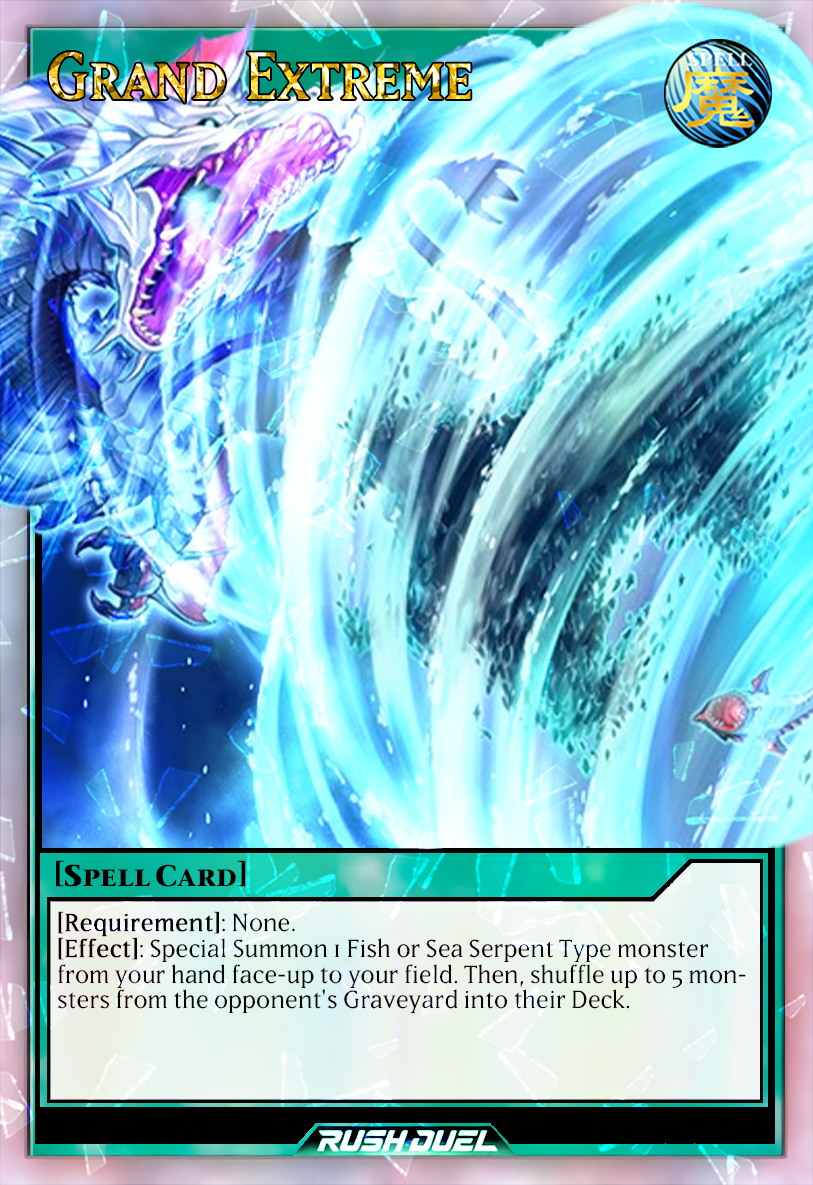 Grand Extreme
SPELL
魔
[Spell Card]
[Requirement]: None.
[Effect]: Special Summon 1 Fish or Sea Serpent Type monster
from your hand face-up to your field. Then, shuffle up to 5 mon-
sters from the opponent's Graveyard into their Deck.
RUSH DUEL